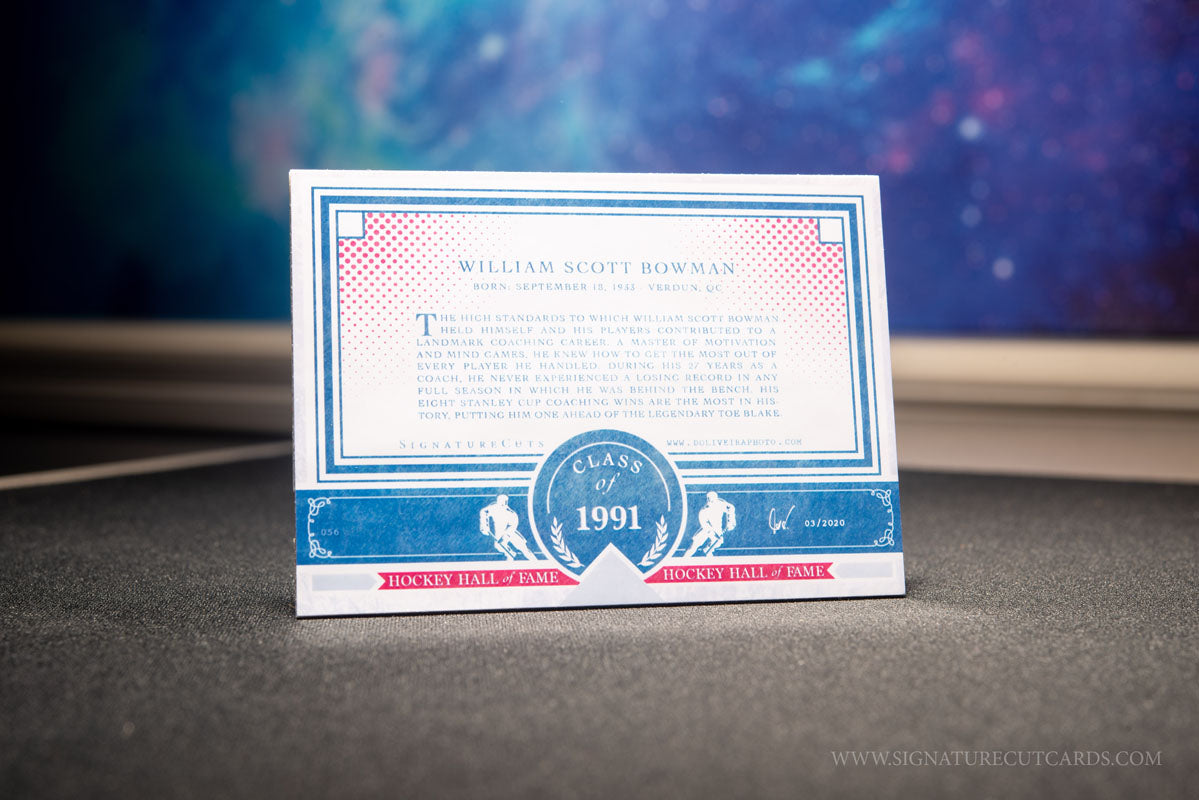 WILLIAM SCOTT BOWMAN
BORN: SEPTEMBER 18, 1933 - VERDUN, QC
THE HIGH STANDARDS TO WHICH WILLIAM SCOTT BOWMAN
HELD HIMSELF AND HIS PLAYERS CONTRIBUTED TO A
LANDMARK COACHING CAREER. A MASTER OF MOTIVATION
AND MIND GAMES, HE KNEW HOW TO GET THE MOST OUT OF
EVERY PLAYER HE HANDLED. DURING HIS 27 YEARS AS A
COACH, HE NEVER EXPERIENCED A LOSING RECORD IN ANY
FULL SEASON IN WHICH HE WAS BEHIND THE BENCH. HIS
EIGHT STANLEY CUP COACHING WINS ARE THE MOST IN HIS-
TORY, PUTTING HIM ONE AHEAD OF THE LEGENDARY TOE BLAKE.
SIGNATURECUTS
WWW.DOLIVEIRAPHOTO.COM
CLASS
of
1991
056
03/2020
HOCKEY HALL of FAME
HOCKEY HALL of FAME
WWW.SIGNATURECUTCARDS.COM